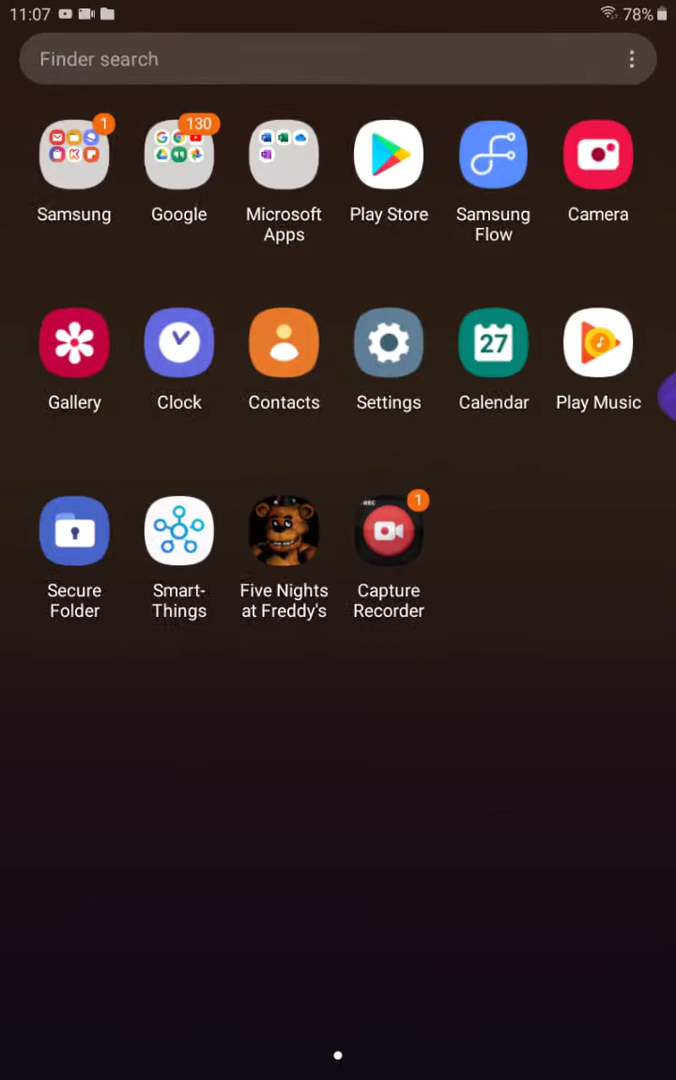 11:07
78%
Finder search
1
130
Samsung
Google
Microsoft
Apps
Play Store
Samsung
Flow
Camera
27
Gallery
Clock
Contacts
Settings
Calendar
Play Music
REC
1
Secure
Folder
Smart-
Things
Five Nights
at Freddy's
Capture
Recorder